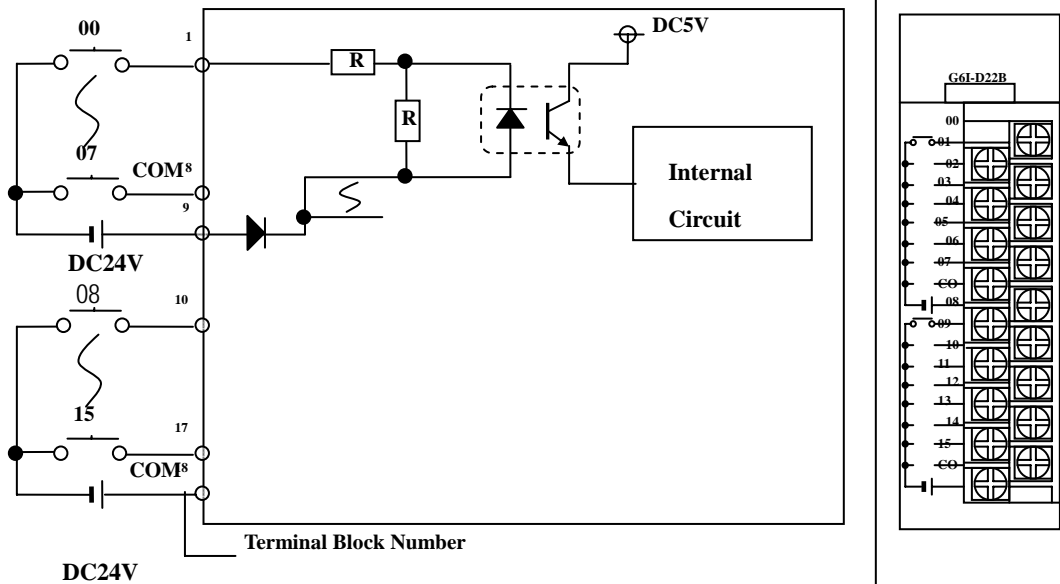 00
1
DC5V
R
R
07
COM8
9
DC24V
Internal
Circuit
08
10
15
17
COM8
Terminal Block Number
DC24V
G6I-D22B
00
01
02
03
04
05
06
07
CO
08
09
10
11
12
13
14
15
CO